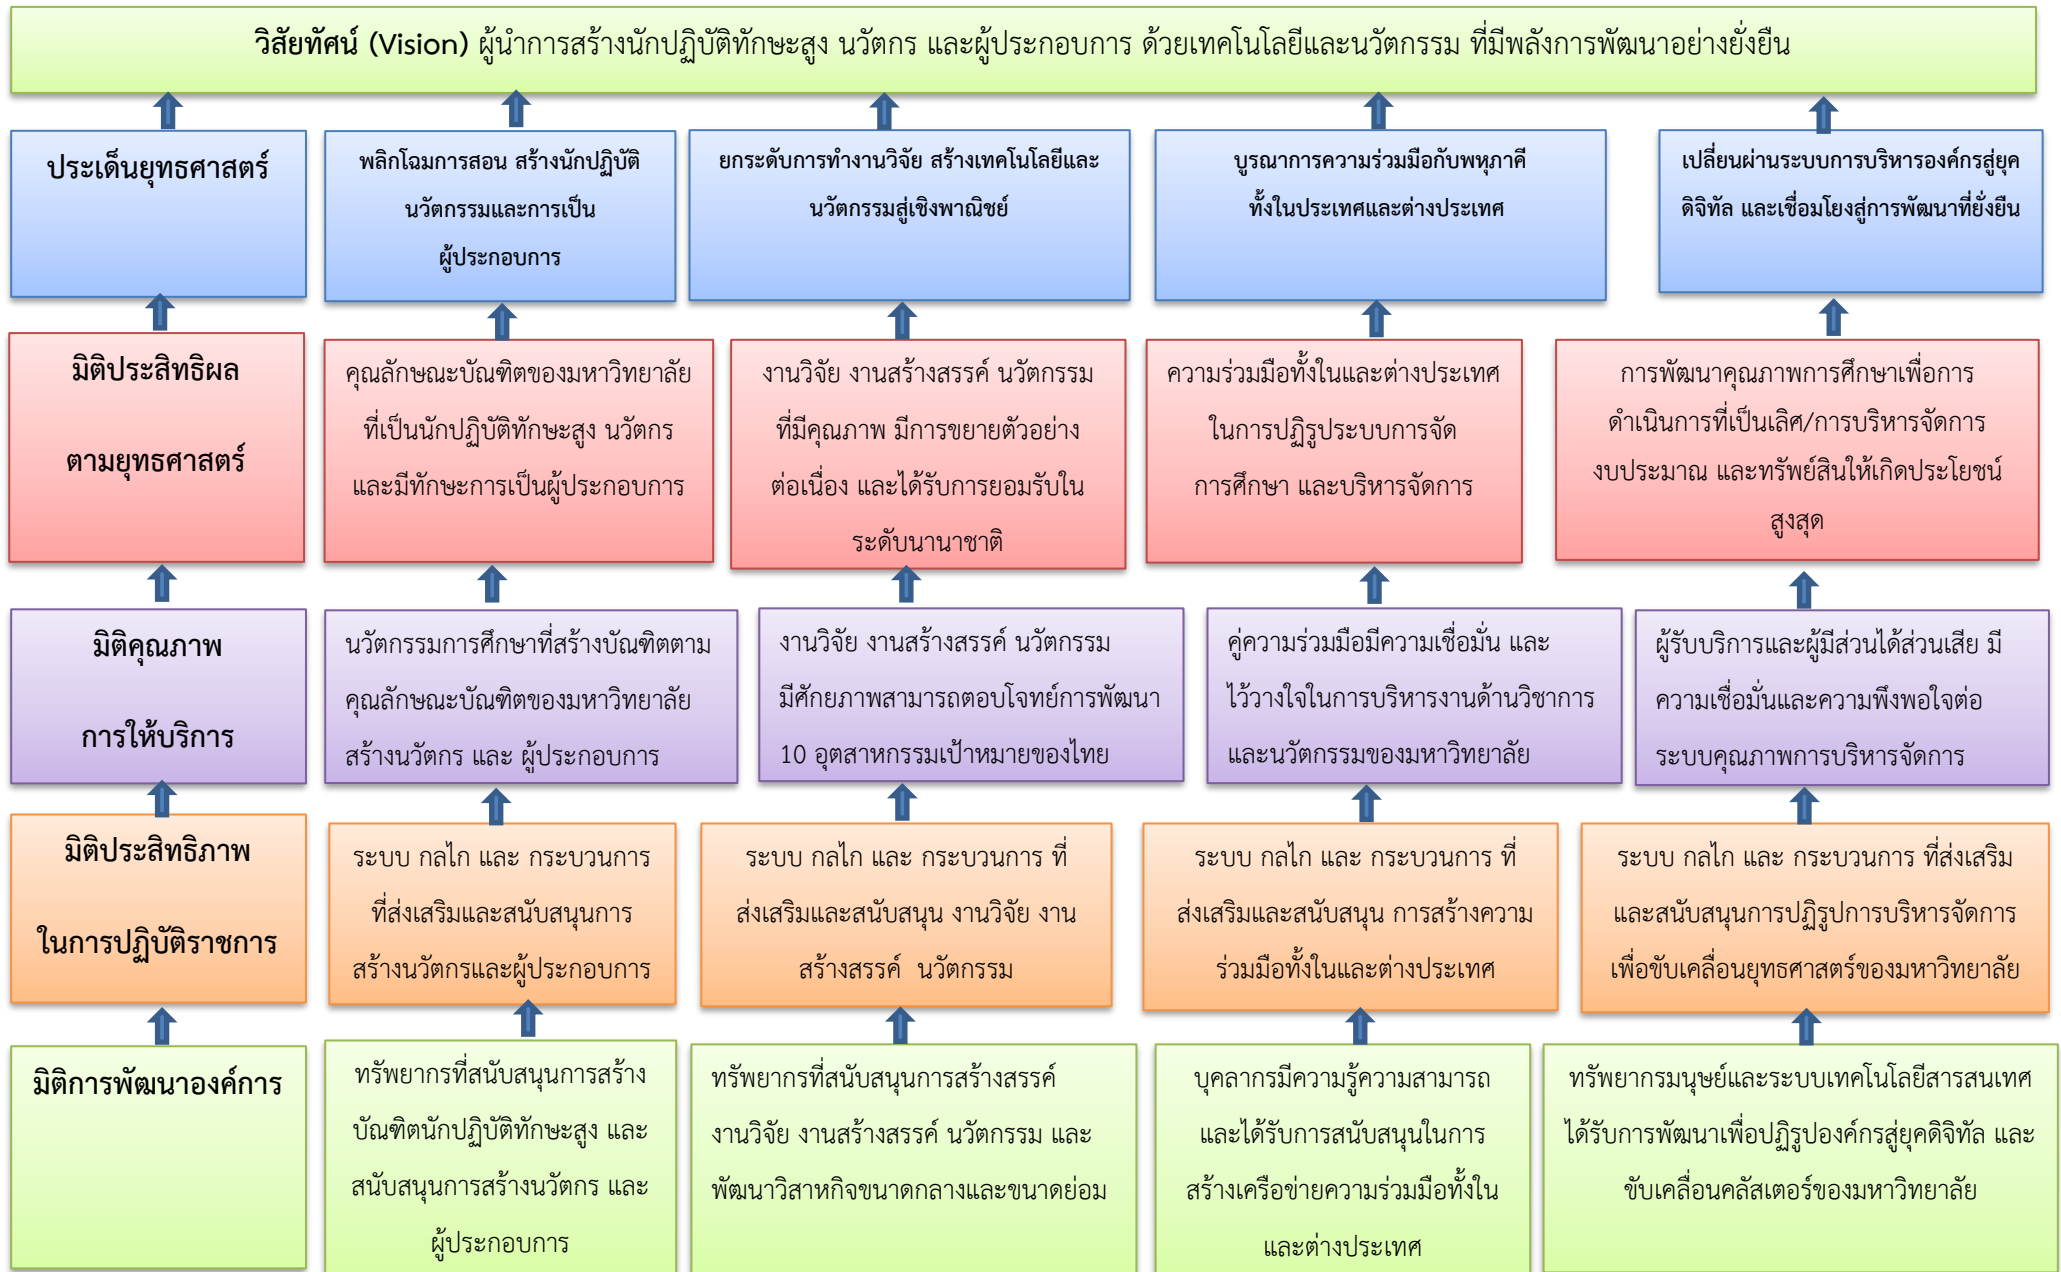 วิสัยทัศน์ (Vision) ผู้นำการสร้างนักปฏิบัติทักษะสูง นวัตกร และผู้ประกอบการ ด้วยเทคโนโลยีและนวัตกรรม ที่มีพลังการพัฒนาอย่างยั่งยืน
ประเด็นยุทธศาสตร์
พลิกโฉมการสอน สร้างนักปฏิบัติ
นวัตกรรมและการเป็น
ผู้ประกอบการ
ยกระดับการทำงานวิจัย สร้างเทคโนโลยีและ
นวัตกรรมสู่เชิงพาณิชย์
บูรณาการความร่วมมือกับพหุภาคี
ทั้งในประเทศและต่างประเทศ
เปลี่ยนผ่านระบบการบริหารองค์กรสู่ยุค
ดิจิทัล และเชื่อมโยงสู่การพัฒนาที่ยั่งยืน
มิติประสิทธิผล
ตามยุทธศาสตร์
คุณลักษณะบัณฑิตของมหาวิทยาลัย
ที่เป็นนักปฏิบัติทักษะสูง นวัตกร
และมีทักษะการเป็นผู้ประกอบการ
งานวิจัย งานสร้างสรรค์ นวัตกรรม
ที่มีคุณภาพ มีการขยายตัวอย่าง
ต่อเนื่อง และได้รับการยอมรับใน
ระดับนานาชาติ
ความร่วมมือทั้งในและต่างประเทศ
ในการปฏิรูประบบการจัด
การศึกษา และบริหารจัดการ
การพัฒนาคุณภาพการศึกษาเพื่อการ
ดำเนินการที่เป็นเลิศ/การบริหารจัดการ
งบประมาณ และทรัพย์สินให้เกิดประโยชน์
สูงสุด
มิติคุณภาพ
การให้บริการ
นวัตกรรมการศึกษาที่สร้างบัณฑิตตาม
คุณลักษณะบัณฑิตของมหาวิทยาลัย
สร้างนวัตกร และ ผู้ประกอบการ
งานวิจัย งานสร้างสรรค์ นวัตกรรม
มีศักยภาพสามารถตอบโจทย์การพัฒนา
10 อุตสาหกรรมเป้าหมายของไทย
คู่ความร่วมมือมีความเชื่อมั่น และ
ไว้วางใจในการบริหารงานด้านวิชาการ
และนวัตกรรมของมหาวิทยาลัย
ผู้รับบริการและผู้มีส่วนได้ส่วนเสีย มี
ความเชื่อมั่นและความพึงพอใจต่อ
ระบบคุณภาพการบริหารจัดการ
มิติประสิทธิภาพ
ในการปฏิบัติราชการ
ระบบ กลไก และ กระบวนการ
ที่ส่งเสริมและสนับสนุนการ
สร้างนวัตกรและผู้ประกอบการ
ระบบ กลไก และ กระบวนการ ที่
ส่งเสริมและสนับสนุน งานวิจัย งาน
สร้างสรรค์ นวัตกรรม
ระบบ กลไก และ กระบวนการ ที่
ส่งเสริมและสนับสนุน การสร้างความ
ร่วมมือทั้งในและต่างประเทศ
ระบบ กลไก และ กระบวนการ ที่ส่งเสริม
และสนับสนุนการปฏิรูปการบริหารจัดการ
เพื่อขับเคลื่อนยุทธศาสตร์ของมหาวิทยาลัย
มิติการพัฒนาองค์การ
ทรัพยากรที่สนับสนุนการสร้าง
บัณฑิตนักปฏิบัติทักษะสูง และ
สนับสนุนการสร้างนวัตกร และ
ผู้ประกอบการ
ทรัพยากรที่สนับสนุนการสร้างสรรค์
งานวิจัย งานสร้างสรรค์ นวัตกรรม และ
พัฒนาวิสาหกิจขนาดกลางและขนาดย่อม
บุคลากรมีความรู้ความสามารถ
และได้รับการสนับสนุนในการ
สร้างเครือข่ายความร่วมมือทั้งใน
และต่างประเทศ
ทรัพยากรมนุษย์และระบบเทคโนโลยีสารสนเทศ
ได้รับการพัฒนาเพื่อปฏิรูปองค์กรสู่ยุคดิจิทัล และ
ขับเคลื่อนคลัสเตอร์ของมหาวิทยาลัย